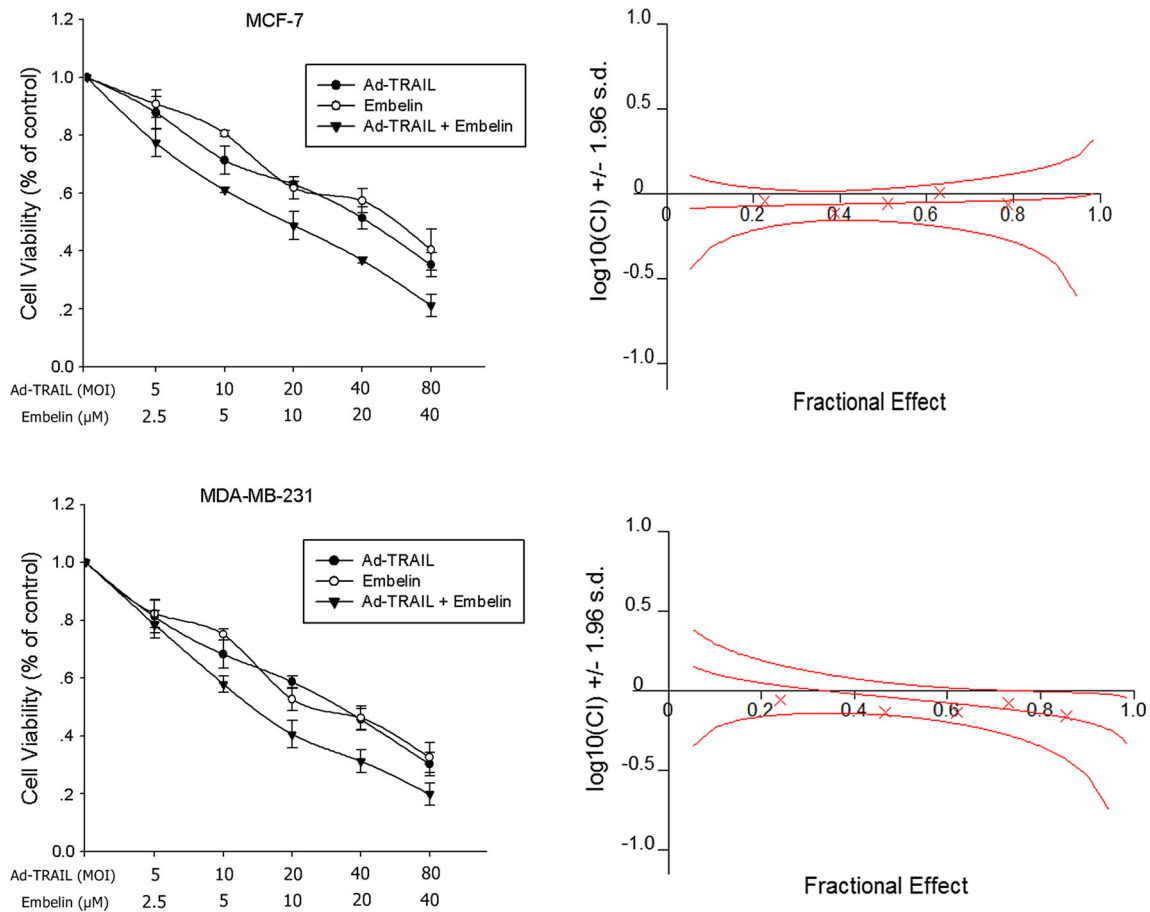 MCF-7
1.2
1.0
.8
.6
.4
.2
0.0
Cell Viability (% of control)
Ad-TRAIL
Embelin
Ad-TRAIL + Embelin
Ad-TRAIL (MOI) 5 10 20 40 80
Embelin (µM) 2.5 5 10 20 40
1.0
0.5
0
-0.5
-1.0
log10(CI) +/- 1.96 s.d.
0 0.2 0.4 0.6 0.8 1.0
Fractional Effect
MDA-MB-231
1.2
1.0
.8
.6
.4
.2
0.0
Cell Viability (% of control)
Ad-TRAIL
Embelin
Ad-TRAIL + Embelin
Ad-TRAIL (MOI) 5 10 20 40 80
Embelin (µM) 2.5 5 10 20 40
1.0
0.5
0
-0.5
-1.0
log10(CI) +/- 1.96 s.d.
0 0.2 0.4 0.6 0.8 1.0
Fractional Effect